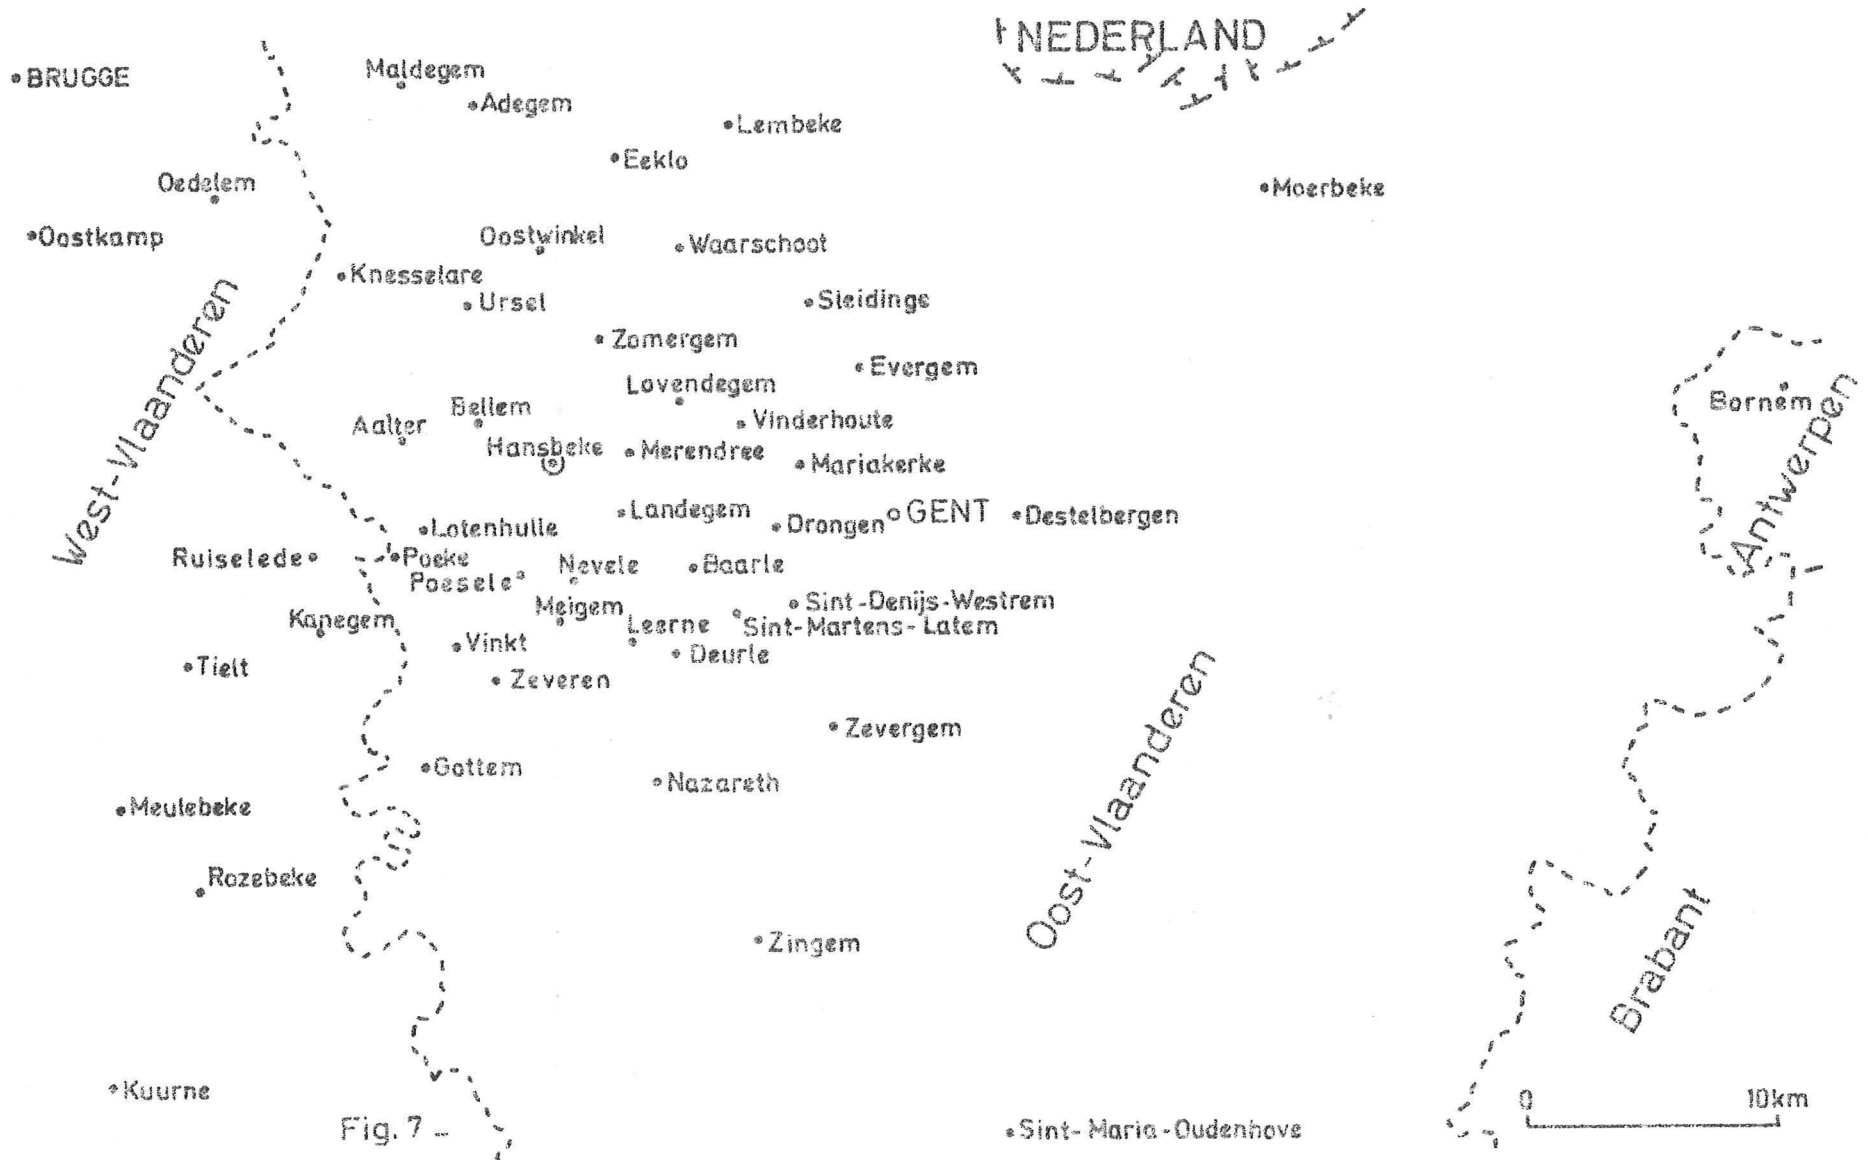 NEDERLAND
BRUGGE
Maldegem
Adegem
Lembeke
Eeklo
Oedelem
Moerbeke
Oostkamp
Oostwinkel
Waarschoot
Knesselare
Ursel
Sleidinge
West-Vlaanderen
Zomergem
Evergem
Lovendegem
Bornem
Bellem
Aalter
Vinderhoute
Hansbeke
Merendree
Mariakerke
Antwerpen
Landegem
GENT
Destelbergen
Lotenhulle
Drongen
Ruiselede
Poeke
Nevele
Baarle
Poesele
Meigem
Sint-Denijs-Westrem
Kanegem
Leerne
Sint-Martens-Latem
Vinkt
Deurle
Tielt
Zeveren
Zevergem
Oost-Vlaanderen
Gottem
Nazareth
Meulebeke
Rozebeke
Zingem
Brabant
Kuurne
0 10km
Fig. 7 -
Sint-Maria-Oudenhove